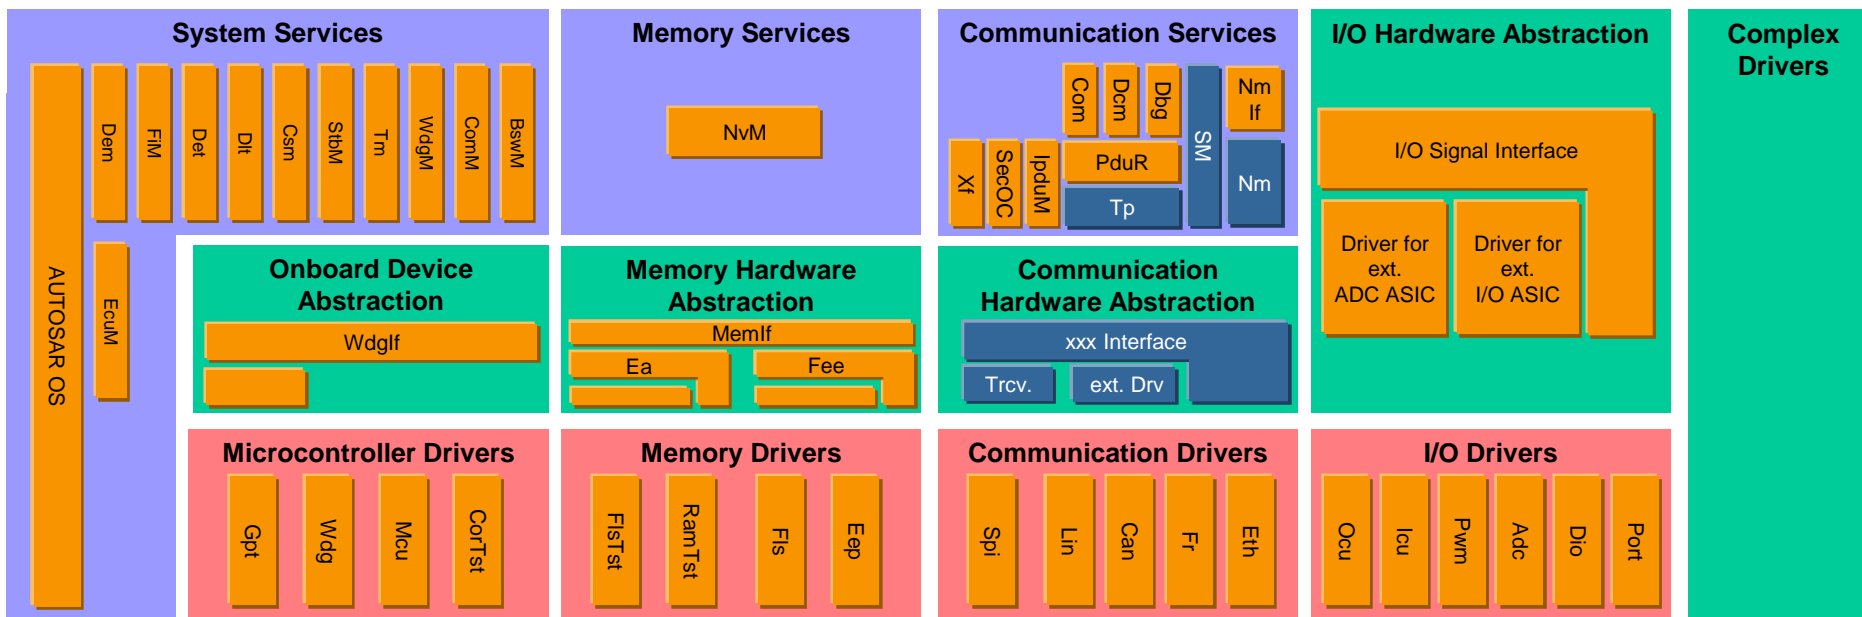 System Services
AUTOSAR OS
Dem
FiM
Det
Dlt
Csm
StbM
Tm
WdgM
ComM
BswM
EcuM
Memory Services
NvM
Communication Services
Com
Dcm
Dbg
SM
Nm
If
Xf
SecOC
IpduM
PduR
Tp
Nm
I/O Hardware Abstraction
I/O Signal Interface
Driver for
ext.
ADC ASIC
Driver for
ext.
I/O ASIC
Complex
Drivers
Onboard Device
Abstraction
WdgIf
Memory Hardware
Abstraction
MemIf
Ea
Fee
Communication
Hardware Abstraction
xxx Interface
Trcv.
ext. Drv
Microcontroller Drivers
Gpt
Wdg
Mcu
CorTst
Memory Drivers
FlsTst
RamTst
Fls
Eep
Communication Drivers
Spi
Lin
Can
Fr
Eth
I/O Drivers
Ocu
Icu
Pwm
Adc
Dio
Port